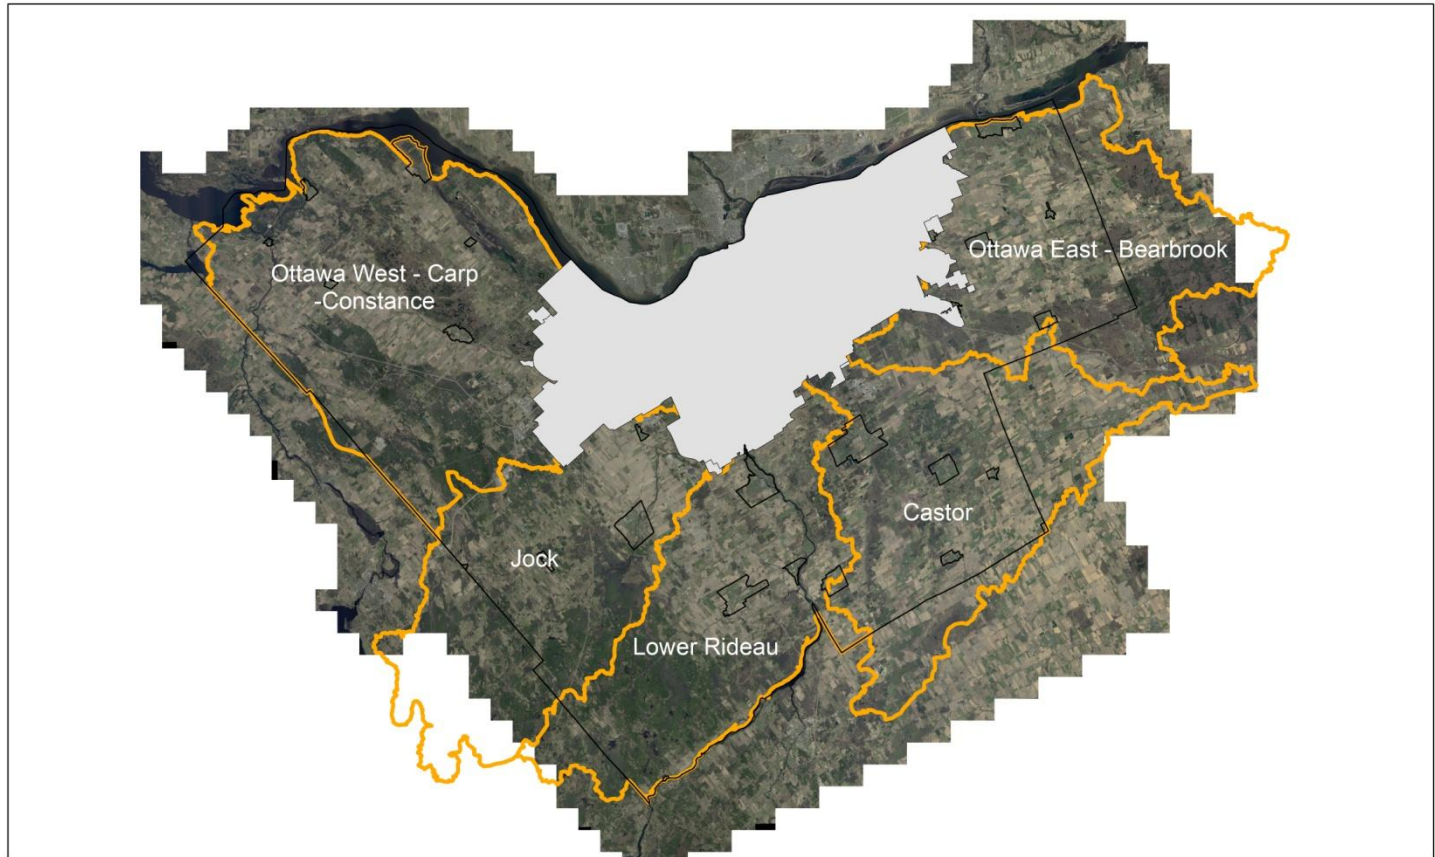 Ottawa West - Carp
-Constance
Ottawa East - Bearbrook
Castor
Jock
Lower Rideau